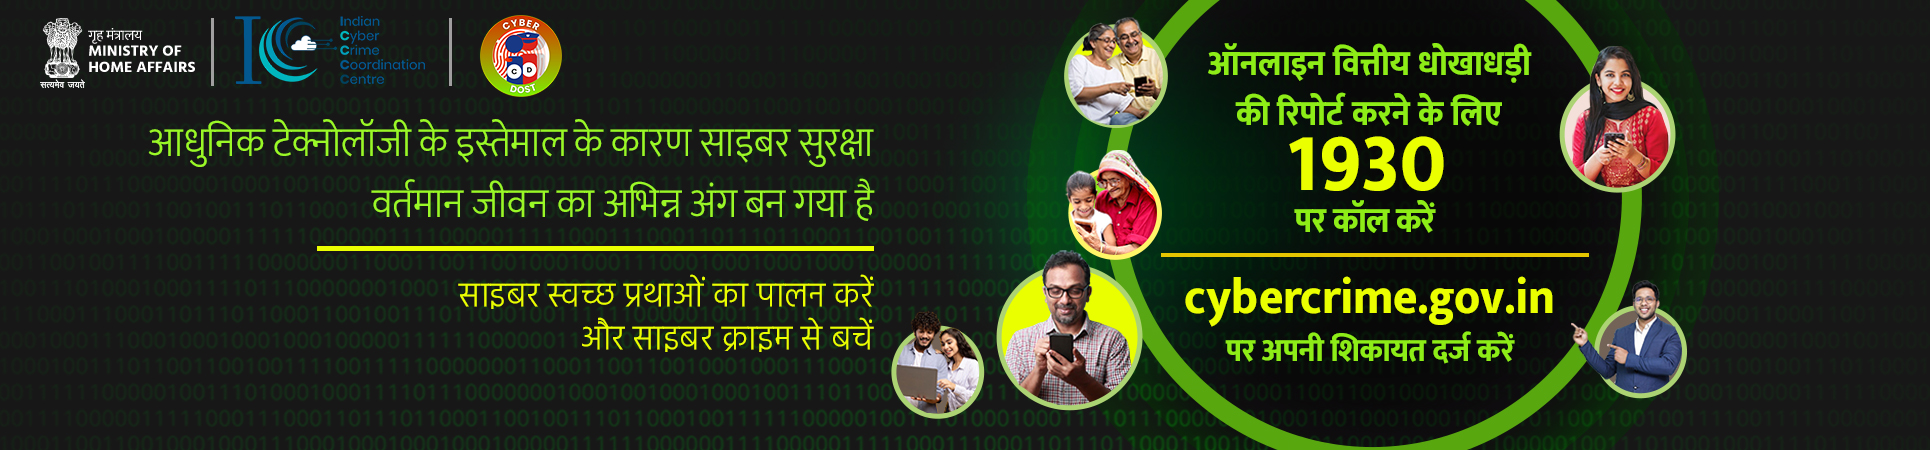 गृह मंत्रालय
MINISTRY OF
HOME AFFAIRS
सत्यमेव जयते
Indian
Cyber
Crime
Coordination
Centre
CYBER
CD
DOST
आधुनिक टेक्नोलॉजी के इस्तेमाल के कारण साइबर सुरक्षा
वर्तमान जीवन का अभिन्न अंग बन गया है
साइबर स्वच्छ प्रथाओं का पालन करें
और साइबर क्राइम से बचें
ऑनलाइन वित्तीय धोखाधड़ी
की रिपोर्ट करने के लिए
1930
पर कॉल करें
cybercrime.gov.in
पर अपनी शिकायत दर्ज करें